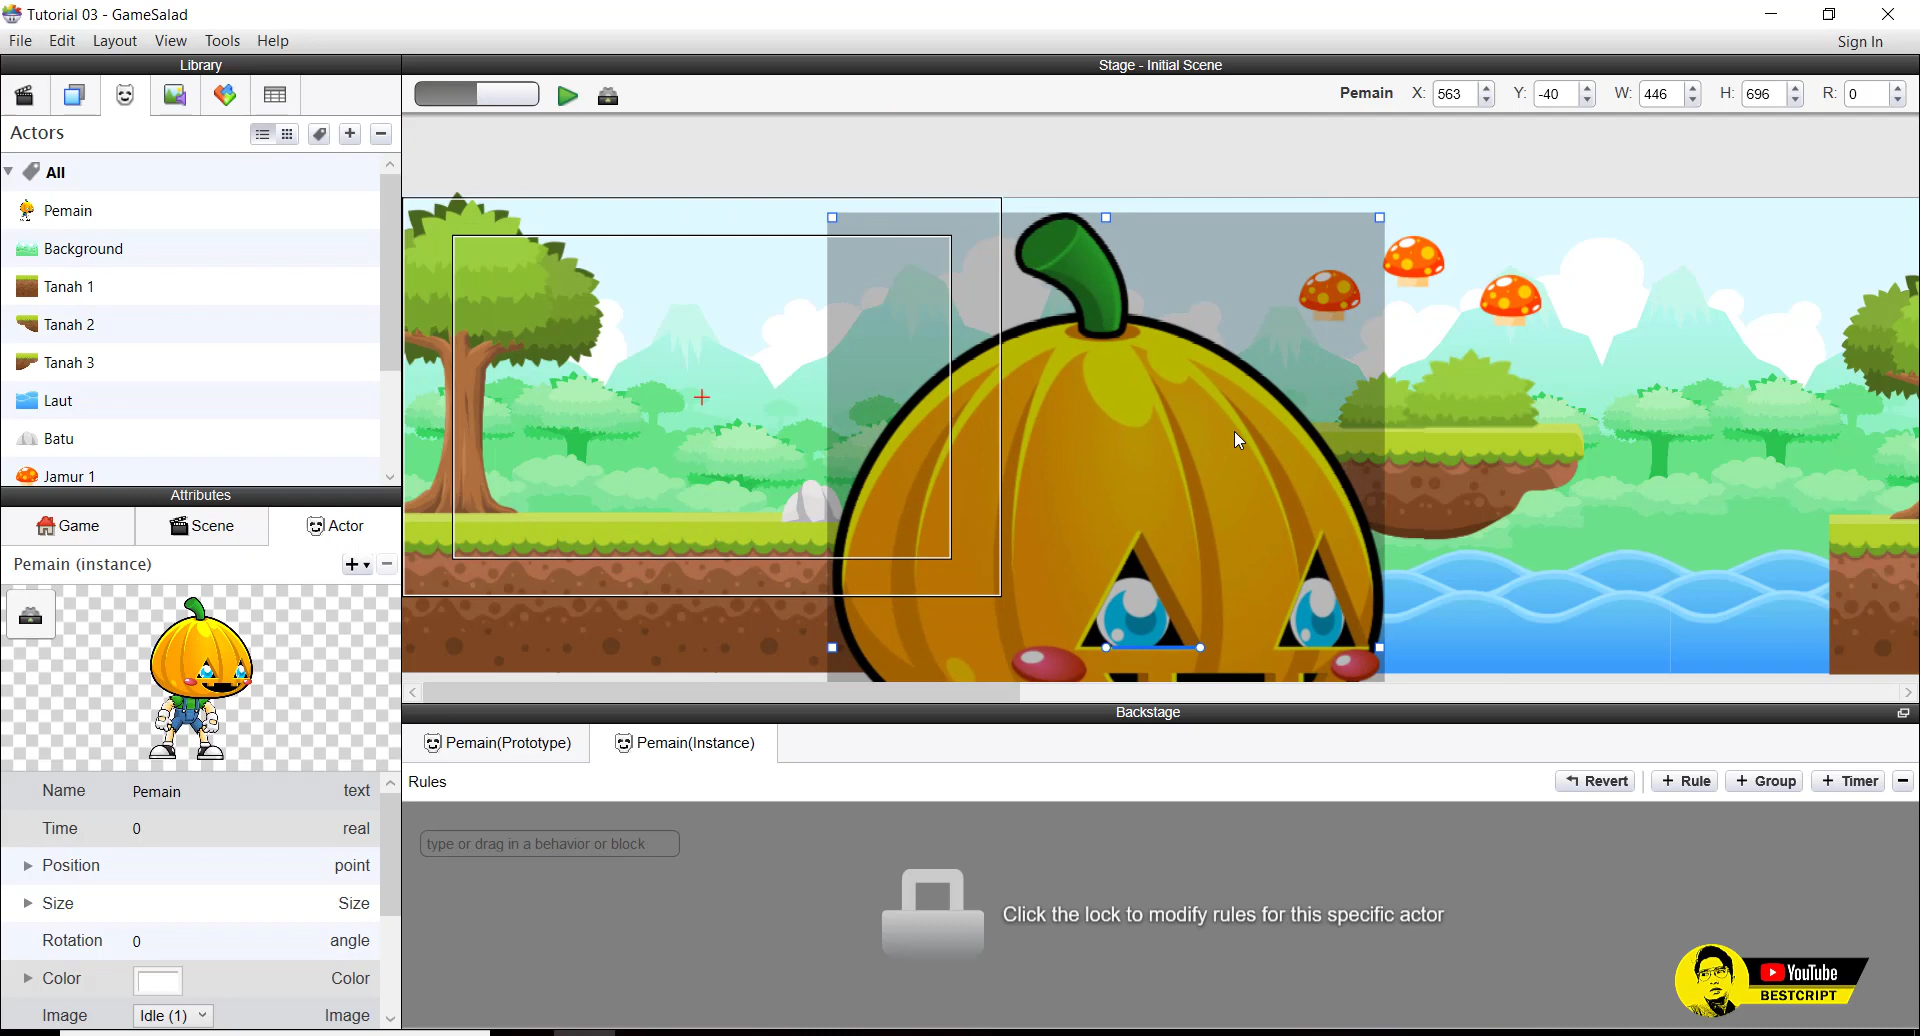 Tutorial 03 - GameSalad
File Edit Layout View Tools Help
Sign In
Library
Stage - Initial Scene
Pemain X: 563 Y: -40 W: 446 H: 696 R: 0
Actors
All
Pemain
Background
Tanah 1
Tanah 2
Tanah 3
Laut
Batu
Jamur 1
Attributes
Game Scene Actor
Pemain (instance)
Name Pemain text
Time 0 real
Position point
Size Size
Rotation 0 angle
Color Color
Image Idle (1) Image
Backstage
Pemain(Prototype) Pemain(Instance)
Rules
Revert + Rule + Group + Timer
type or drag in a behavior or block
Click the lock to modify rules for this specific actor
YouTube
BESTCRIPT